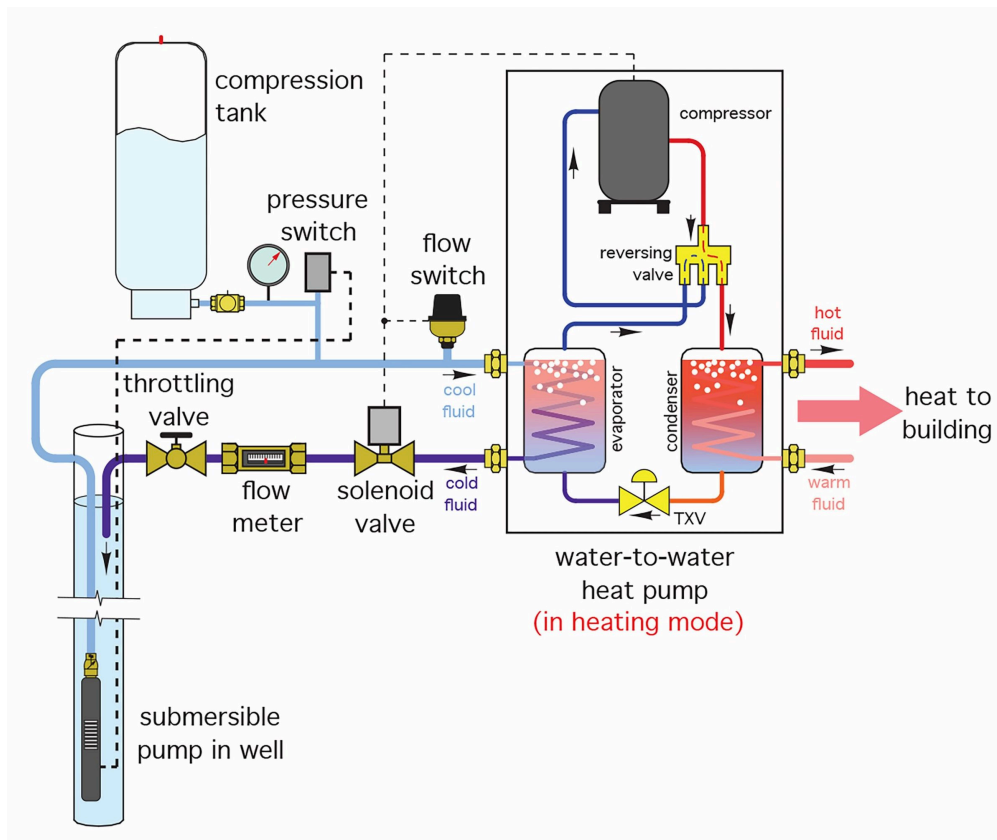 compression
tank
pressure
switch
flow
switch
compressor
reversing
valve
hot
fluid
throttling
valve
cool
fluid
evaporator
condenser
heat to
building
flow
meter
solenoid
valve
cold
fluid
TXV
warm
fluid
water-to-water
heat pump
(in heating mode)
submersible
pump in well